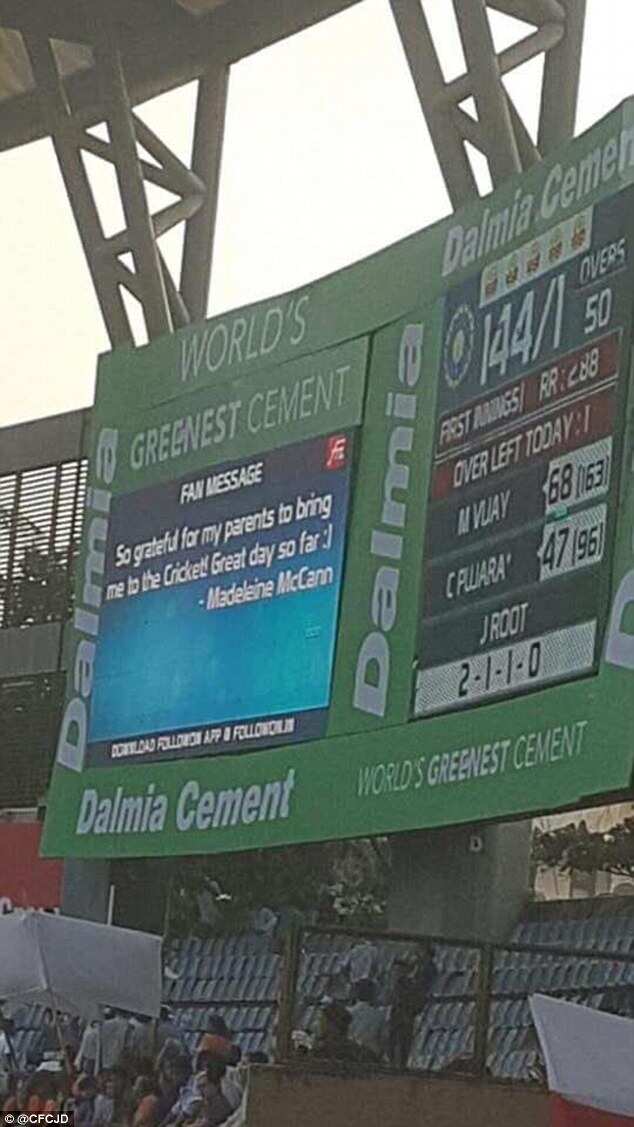 Dalmia Cement
WORLD'S
GREENEST CEMENT
Dalmia
FAN MESSAGE
So grateful for my parents to bring
me to the Cricket! Great day so far :)
- Madeleine McCann
DOWNLOAD FOLLOWON APP @ FOLLOWON.IN
Dalmia
144/1
OVERS
50
FIRST INNINGS| RR: 2.88
OVER LEFT TODAY: 1
M VIJAY 68 (163)
C PUJARA* 47 (96)
J ROOT
2-1-1-0
D
Dalmia Cement
WORLD'S GREENEST CEMENT
© @CFCJD